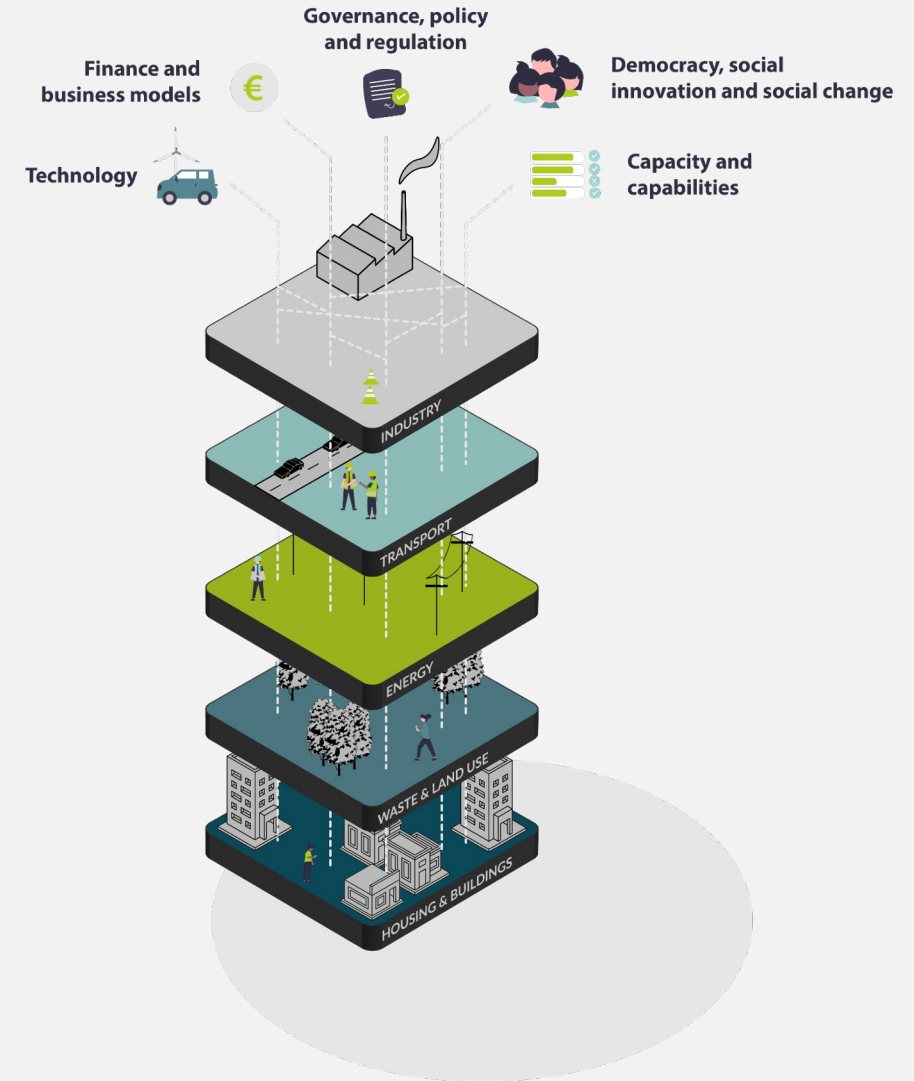 Governance, policy
and regulation
Finance and
business models
€
Democracy, social
innovation and social change
Technology
Capacity and
capabilities
INDUSTRY
TRANSPORT
ENERGY
WASTE & LAND USE
HOUSING & BUILDINGS